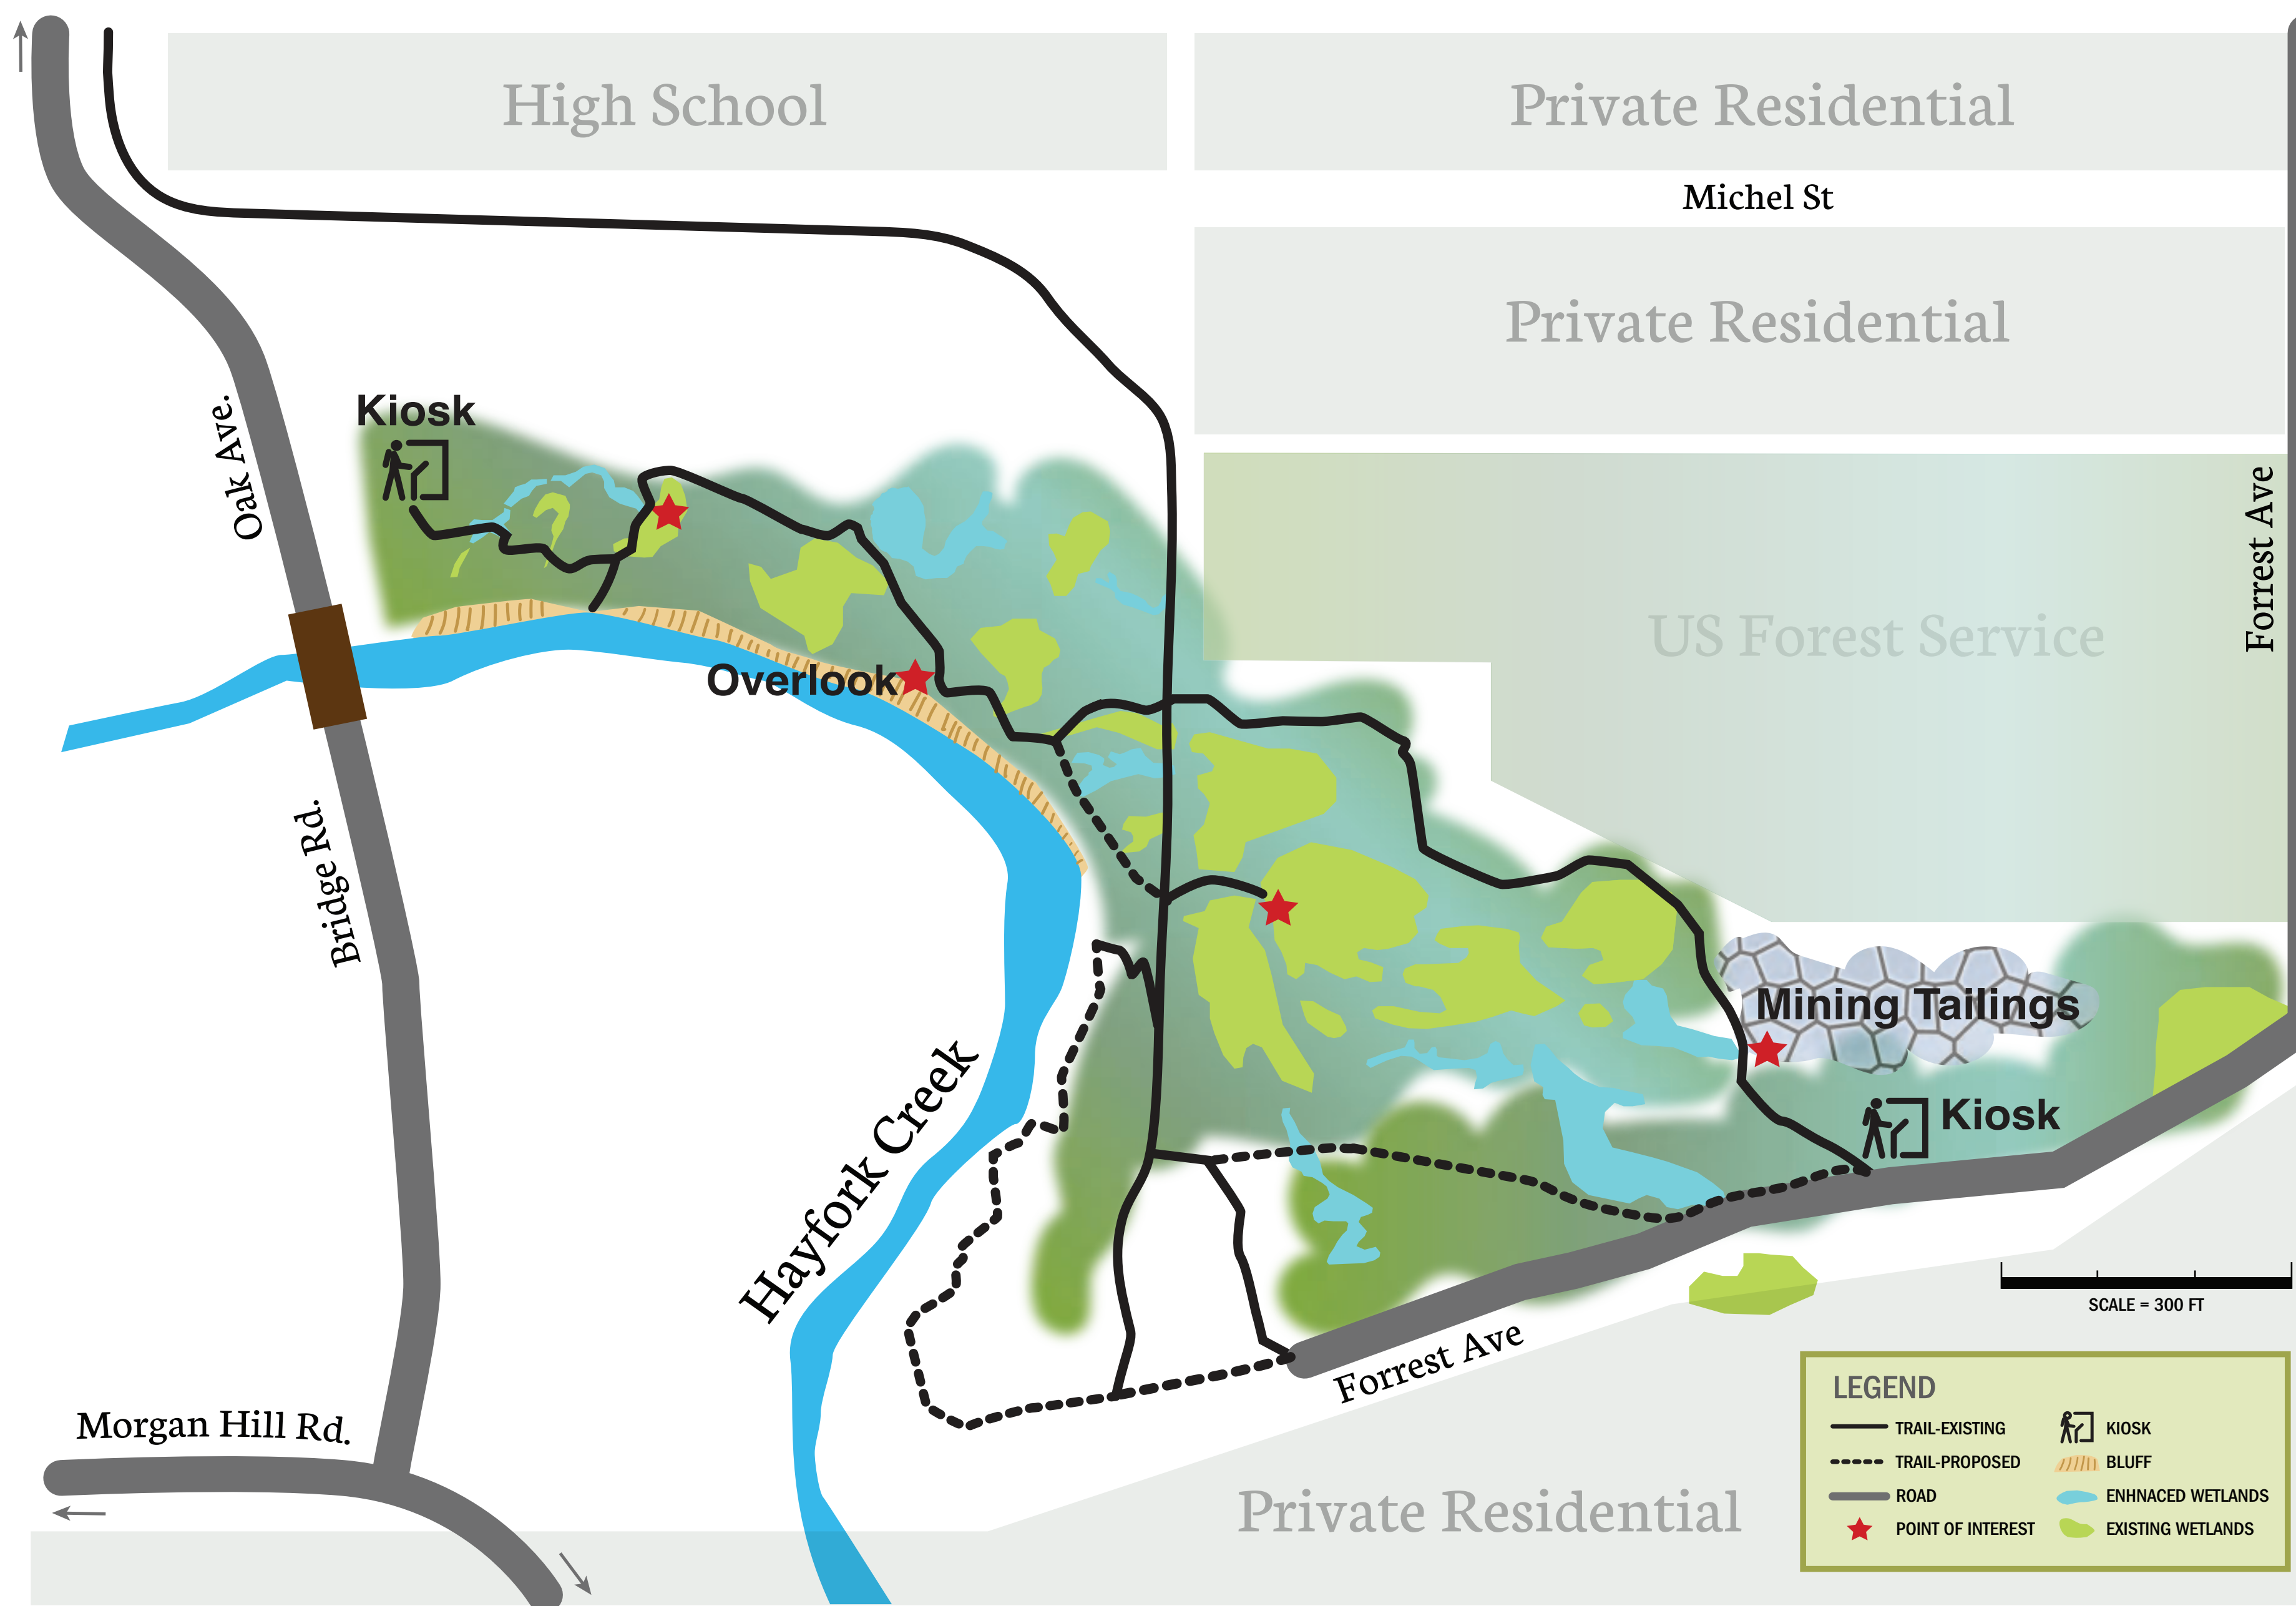 High School
Private Residential
Michel St
Private Residential
Kiosk
Oak Ave.
US Forest Service
Forrest Ave
Overlook
Bridge Rd.
Mining Tailings
Kiosk
Hayfork Creek
SCALE = 300 FT
Forrest Ave
Morgan Hill Rd.
Private Residential
LEGEND
TRAIL-EXISTING
TRAIL-PROPOSED
ROAD
POINT OF INTEREST
KIOSK
BLUFF
ENHNACED WETLANDS
EXISTING WETLANDS